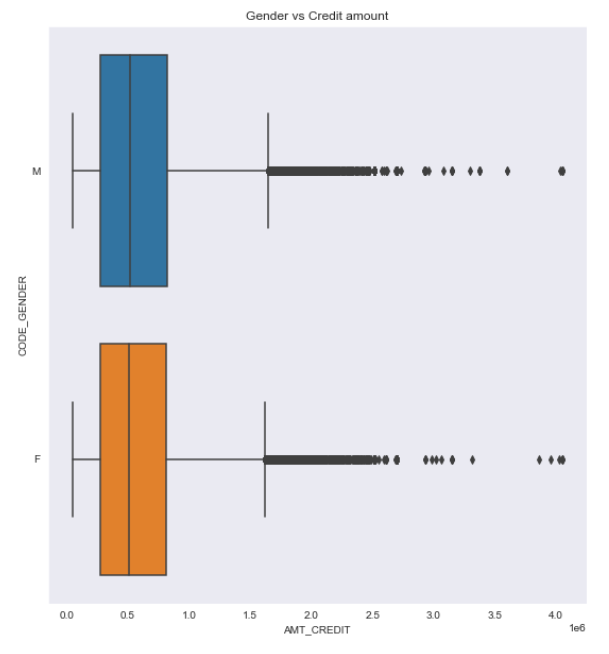 Gender vs Credit amount
M
CODE_GENDER
F
0.0 0.5 1.0 1.5 2.0 2.5 3.0 3.5 4.0
1e6
AMT_CREDIT